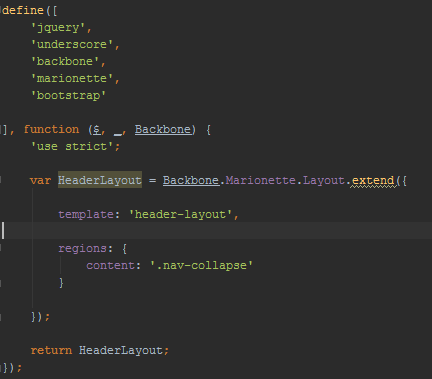 define([
    'jquery',
    'underscore',
    'backbone',
    'marionette',
    'bootstrap'
], function ($, _, Backbone) {
    'use strict';
    var HeaderLayout = Backbone.Marionette.Layout.extend({
        template: 'header-layout',
        regions: {
            content: '.nav-collapse'
        }
    });
    return HeaderLayout;
});